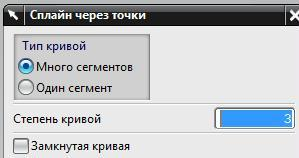 Сплайн через точки
Тип кривой
Много сегментов
Один сегмент
Степень кривой 3
Замкнутая кривая